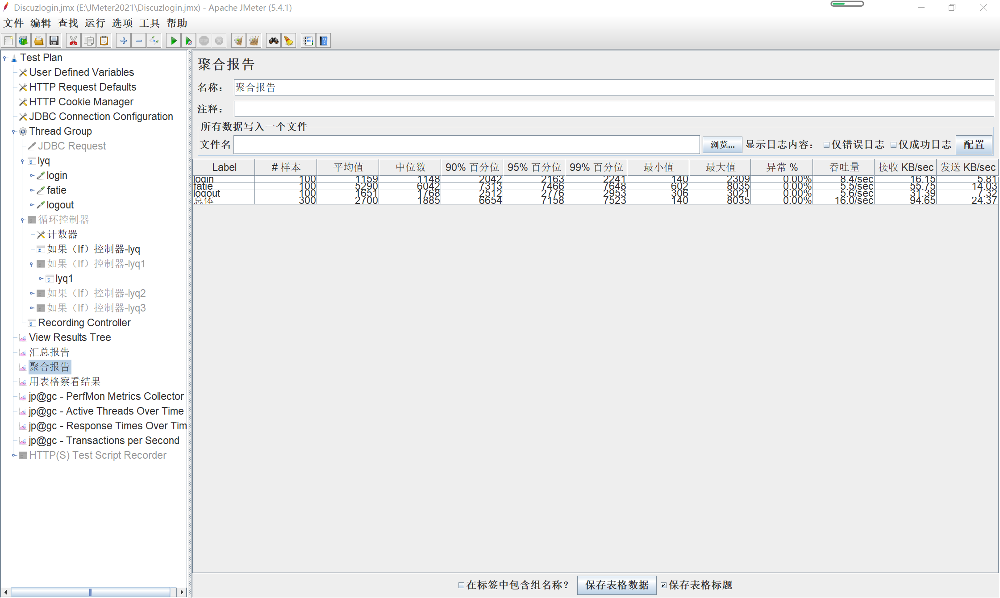 Discuzlogin.jmx (E:\JMeter2021\Discuzlogin.jmx) - Apache JMeter (5.4.1)
文件 编辑 查找 运行 选项 工具 帮助
Test Plan
User Defined Variables
HTTP Request Defaults
HTTP Cookie Manager
JDBC Connection Configuration
Thread Group
JDBC Request
lyq
login
fatie
logout
循环控制器
计数器
如果（If）控制器-lyq
如果（If）控制器-lyq1
lyq1
如果（If）控制器-lyq2
如果（If）控制器-lyq3
Recording Controller
View Results Tree
汇总报告
聚合报告
用表格察看结果
jp@gc - PerfMon Metrics Collector
jp@gc - Active Threads Over Time
jp@gc - Response Times Over Tim
jp@gc - Transactions per Second
HTTP(S) Test Script Recorder
聚合报告
名称： 聚合报告
注释：
所有数据写入一个文件
文件名 浏览... 显示日志内容： 仅错误日志 仅成功日志 配置
Label # 样本 平均值 中位数 90% 百分位 95% 百分位 99% 百分位 最小值 最大值 异常 % 吞吐量 接收 KB/sec 发送 KB/sec
login 100 1159 1148 2042 2163 2241 140 2309 0.00% 8.4/sec 16.15 5.81
fatie 100 5290 6042 7313 7466 7648 602 8035 0.00% 5.5/sec 55.75 14.03
logout 100 1651 1768 2512 2776 2953 306 3021 0.00% 5.6/sec 31.39 7.32
总体 300 2700 1885 6654 7158 7523 140 8035 0.00% 16.0/sec 94.65 24.37
在标签中包含组名称？ 保存表格数据 保存表格标题